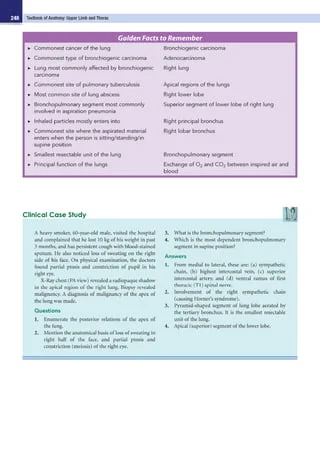 248 Textbook of Anatomy: Upper Limb and Thorax
Golden Facts to Remember
▸ Commonest cancer of the lung Bronchogenic carcinoma
▸ Commonest type of bronchogenic carcinoma Adenocarcinoma
▸ Lung most commonly affected by bronchiogenic Right lung
carcinoma
▸ Commonest site of pulmonary tuberculosis Apical regions of the lungs
▸ Most common site of lung abscess Right lower lobe
▸ Bronchopulmonary segment most commonly Superior segment of lower lobe of right lung
involved in aspiration pneumonia
▸ Inhaled particles mostly enters into Right principal bronchus
▸ Commonest site where the aspirated material Right lobar bronchus
enters when the person is sitting/standing/in
supine position
▸ Smallest resectable unit of the lung Bronchopulmonary segment
▸ Principal function of the lungs Exchange of O2 and CO2 between inspired air and
blood
Clinical Case Study
A heavy smoker, 60-year-old male, visited the hospital
and complained that he lost 10 kg of his weight in past
3 months, and has persistent cough with blood-stained
sputum. He also noticed loss of sweating on the right
side of his face. On physical examination, the doctors
found partial ptosis and constriction of pupil in his
right eye.
X-Ray chest (PA view) revealed a radiopaque shadow
in the apical region of the right lung. Biopsy revealed
malignancy. A diagnosis of malignancy of the apex of
the lung was made.
Questions
1. Enumerate the posterior relations of the apex of
the lung.
2. Mention the anatomical basis of loss of sweating in
right half of the face, and partial ptosis and
constriction (meiosis) of the right eye.
3. What is the bronchopulmonary segment?
4. Which is the most dependent bronchopulmonary
segment in supine position?
Answers
1. From medial to lateral, these are: (a) sympathetic
chain, (b) highest intercostal vein, (c) superior
intercostal artery, and (d) ventral ramus of first
thoracic (T1) spinal nerve.
2. Involvement of the right sympathetic chain
(causing Horner's syndrome).
3. Pyramid-shaped segment of lung lobe aerated by
the tertiary bronchus. It is the smallest resectable
unit of the lung.
4. Apical (superior) segment of the lower lobe.